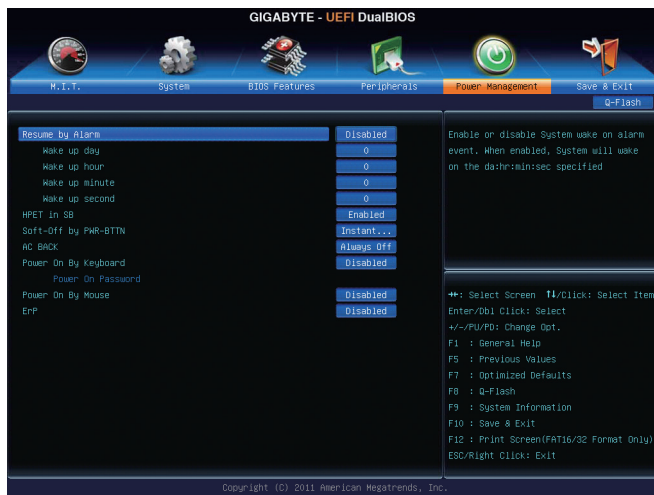 GIGABYTE - UEFI DualBIOS
M.I.T.
System
BIOS Features
Peripherals
Power Management
Save & Exit
Q-Flash
Resume by Alarm Disabled
Wake up day 0
Wake up hour 0
Wake up minute 0
Wake up second 0
HPET in SB Enabled
Soft-Off by PWR-BTTN Instant...
AC BACK Always Off
Power On By Keyboard Disabled
Power On Password
Power On By Mouse Disabled
ErP Disabled
Enable or disable System wake on alarm
event. When enabled, System will wake
on the da:hr:min:sec specified
→←: Select Screen ↑↓/Click: Select Item
Enter/Dbl Click: Select
+/-/PU/PD: Change Opt.
F1 : General Help
F5 : Previous Values
F7 : Optimized Defaults
F8 : Q-Flash
F9 : System Information
F10 : Save & Exit
F12 : Print Screen(FAT16/32 Format Only)
ESC/Right Click: Exit
Copyright (C) 2011 American Megatrends, Inc.